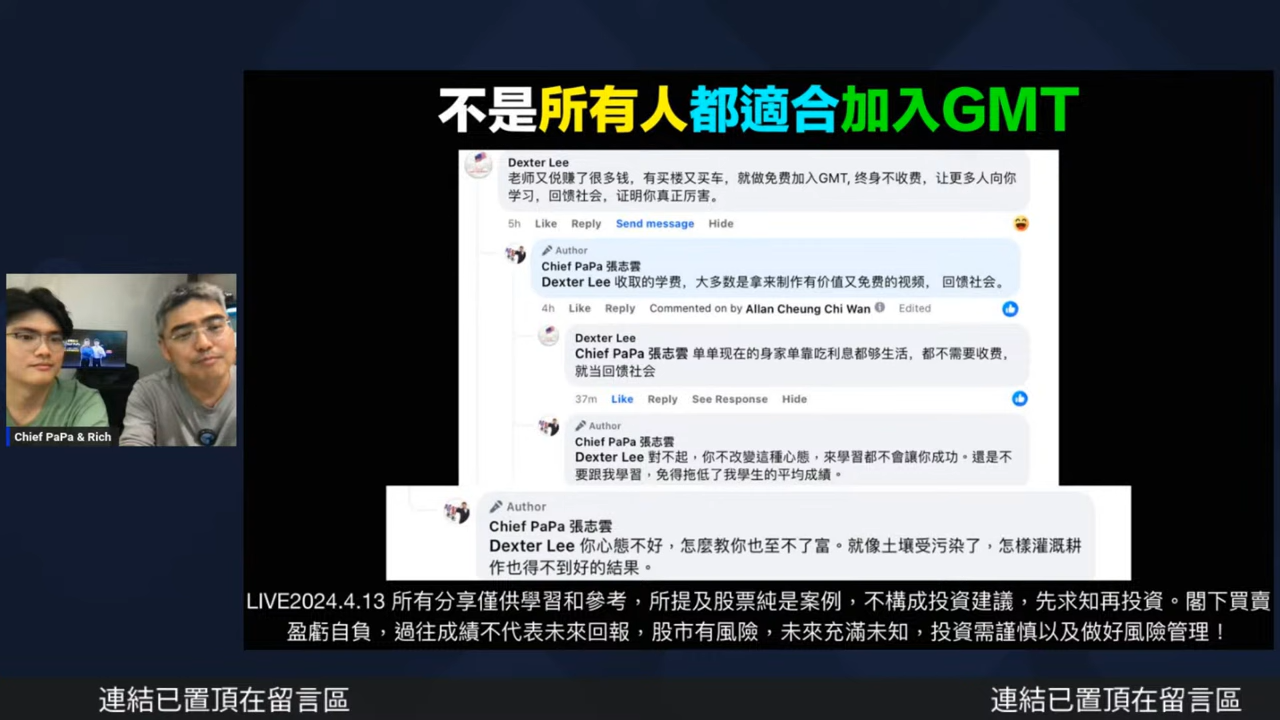 不是所有人都適合加入GMT
Dexter Lee
老师又说赚了很多钱，有买楼又买车，就做免费加入GMT, 终身不收费，让更多人向你
学习，回馈社会，证明你真正厉害。
5h Like Reply Send message Hide
Author
Chief PaPa 張志雲
Dexter Lee 收取的学费，大多数是拿来制作有价值又免费的视频， 回馈社会。
4h Like Reply Commented on by Allan Cheung Chi Wan Edited
Dexter Lee
Chief PaPa 張志雲 单单现在的身家单靠吃利息都够生活，都不需要收费，
就当回馈社会
37m Like Reply See Response Hide
Author
Chief PaPa 張志雲
Dexter Lee 對不起，你不改變這種心態，來學習都不會讓你成功。還是不
要跟我學習，免得拖低了我學生的平均成績。
Author
Chief PaPa 張志雲
Dexter Lee 你心態不好，怎麼教你也至不了富。就像土壤受污染了，怎樣灌溉耕
作也得不到好的結果。
Chief PaPa & Rich
LIVE2024.4.13 所有分享僅供學習和參考，所提及股票純是案例，不構成投資建議，先求知再投資。閣下買賣
盈虧自負，過往成績不代表未來回報，股市有風險，未來充滿未知，投資需謹慎以及做好風險管理！
連結已置頂在留言區
連結已置頂在留言區